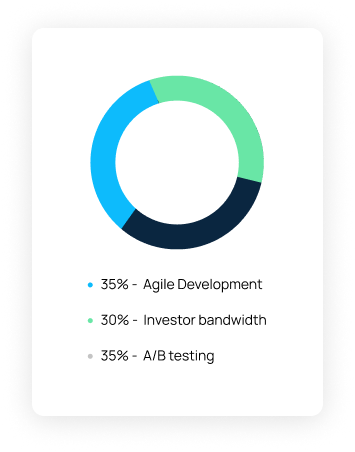 35% - Agile Development
30% - Investor bandwidth
35% - A/B testing